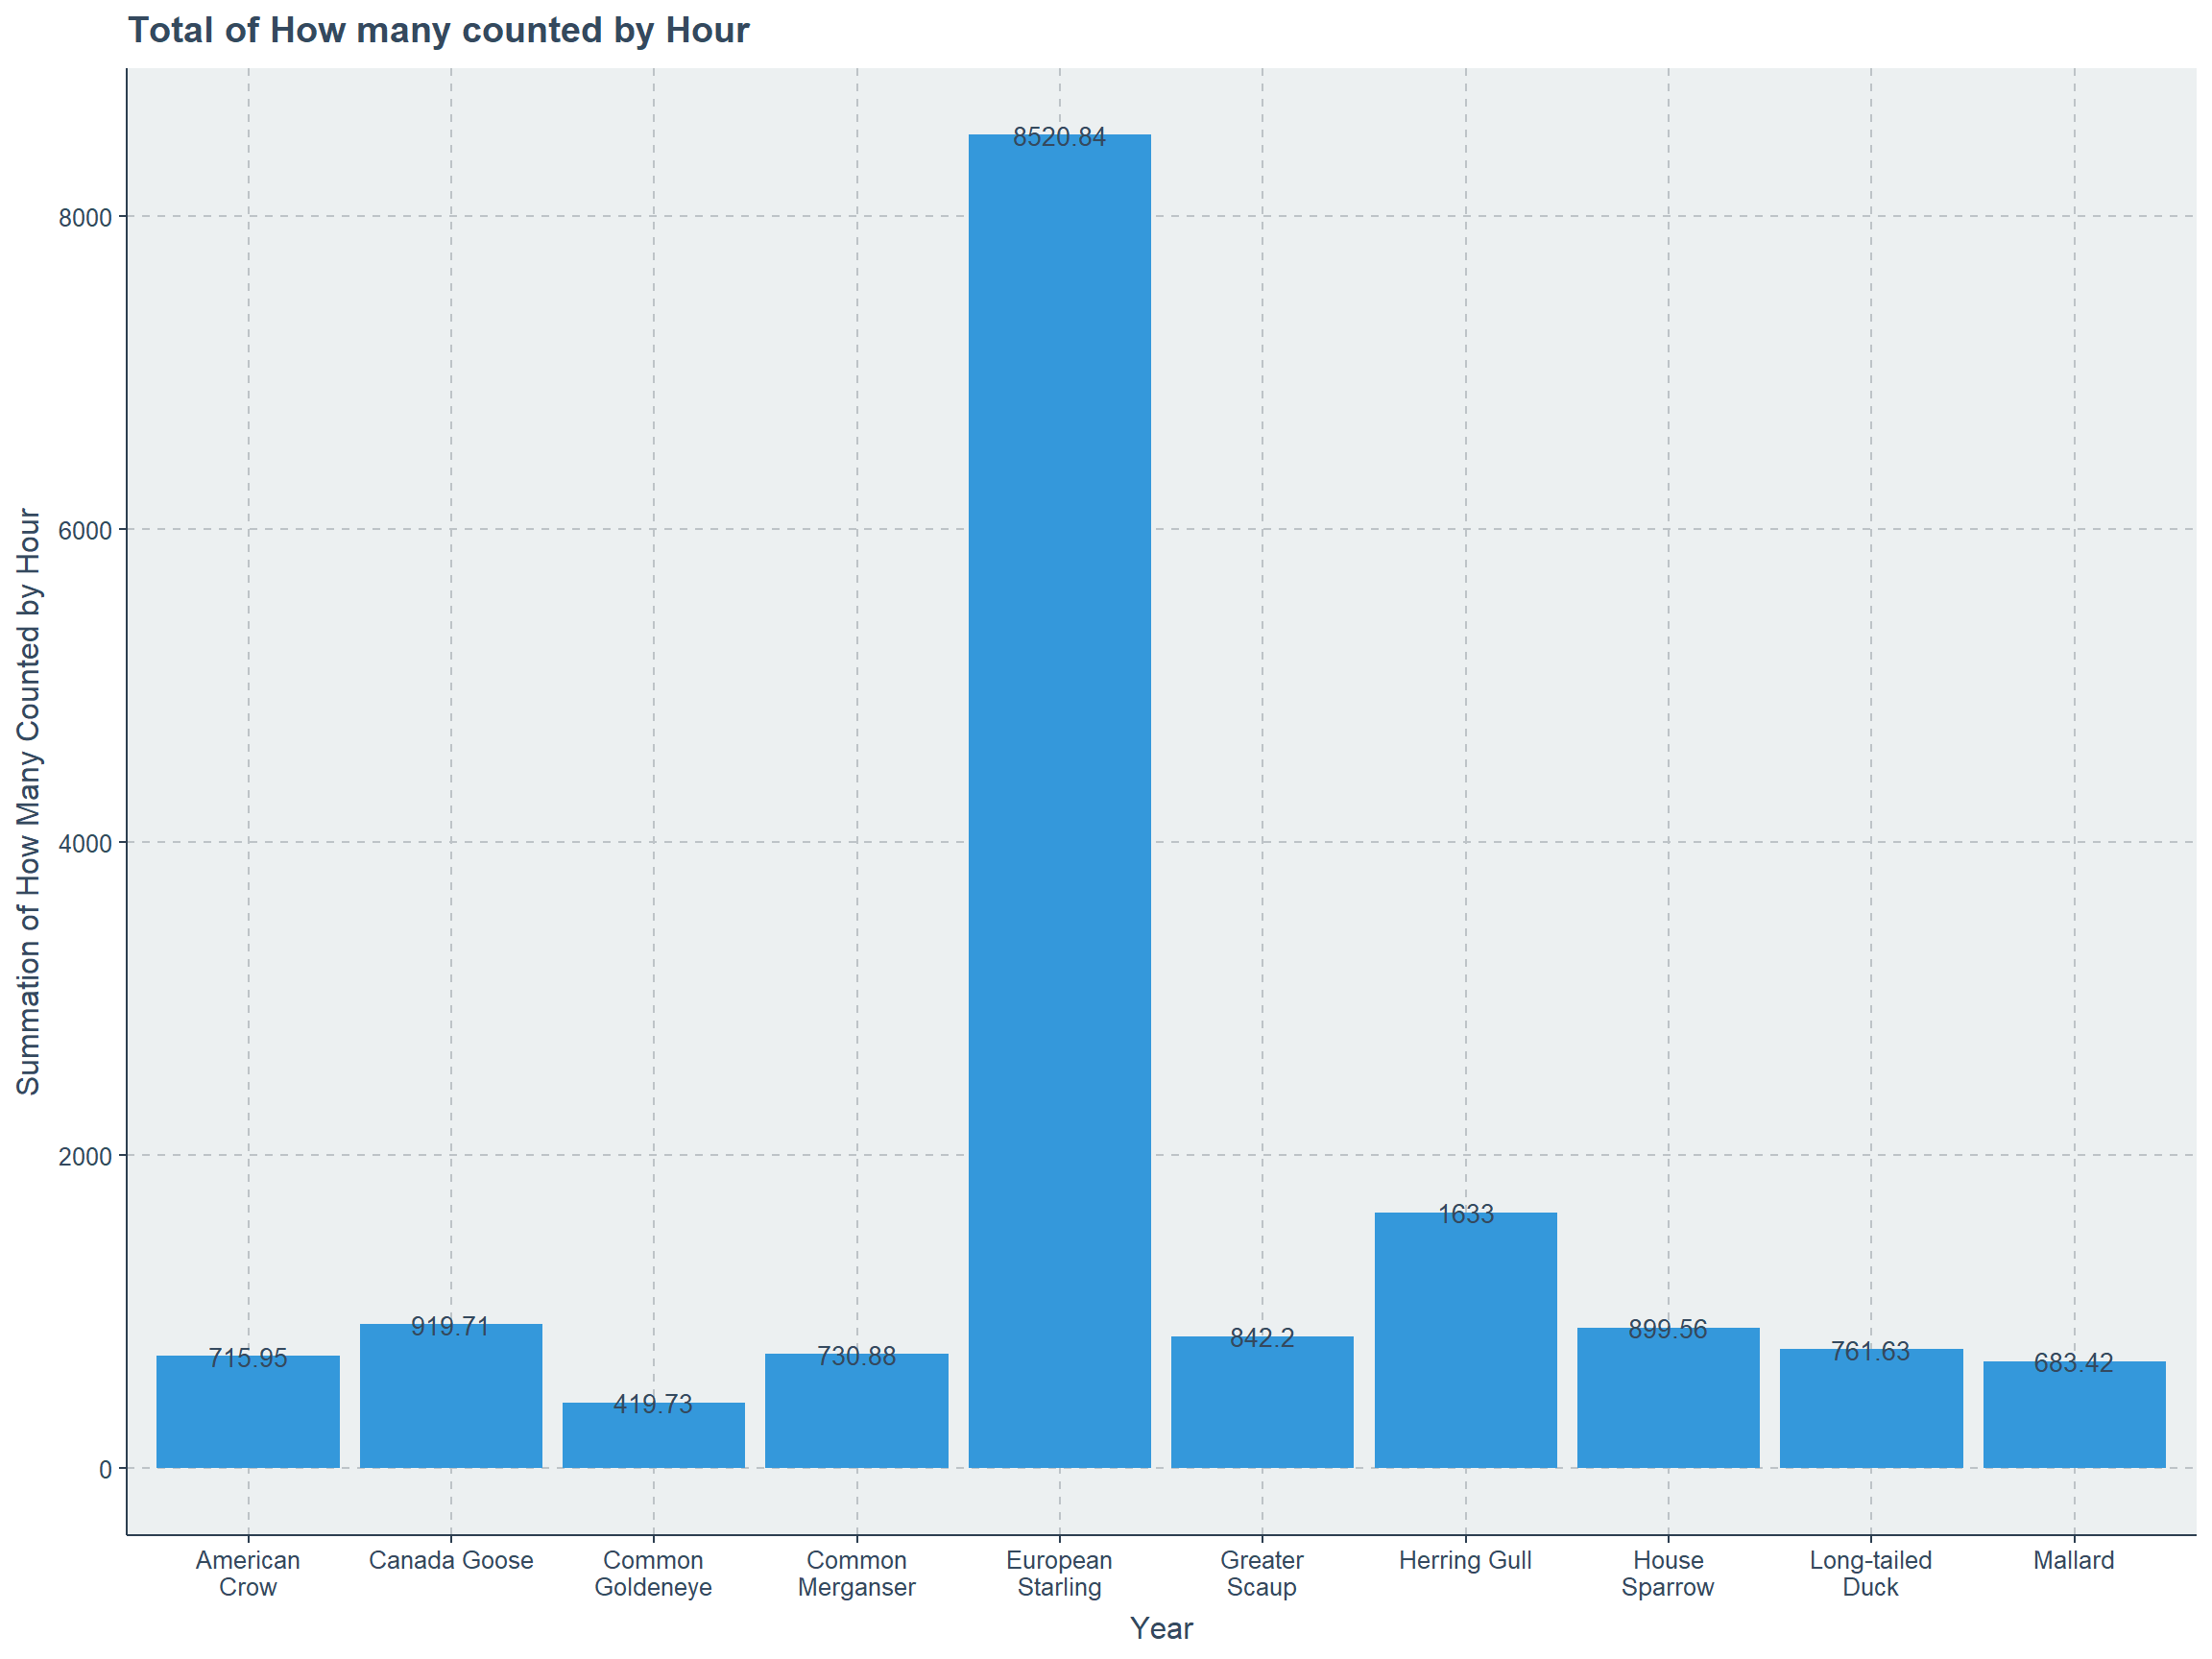 Total of How many counted by Hour
Summation of How Many Counted by Hour
8000
6000
4000
2000
0
715.95
919.71
419.73
730.88
8520.84
842.2
1633
899.56
761.63
683.42
American
Crow
Canada Goose
Common
Goldeneye
Common
Merganser
European
Starling
Greater
Scaup
Herring Gull
House
Sparrow
Long-tailed
Duck
Mallard
Year